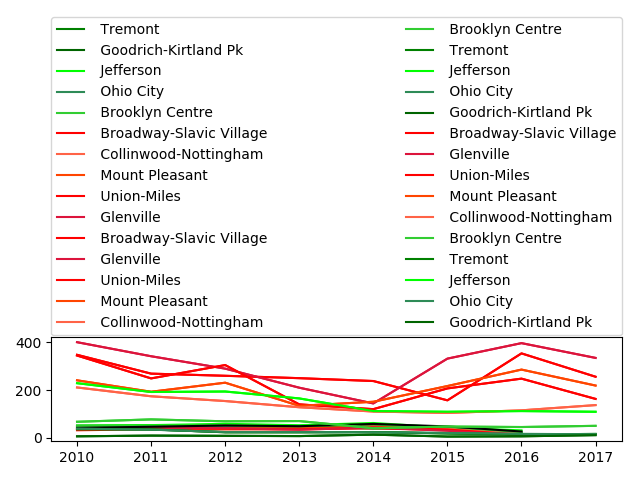 Tremont
Goodrich-Kirtland Pk
Jefferson
Ohio City
Brooklyn Centre
Broadway-Slavic Village
Collinwood-Nottingham
Mount Pleasant
Union-Miles
Glenville
Broadway-Slavic Village
Glenville
Union-Miles
Mount Pleasant
Collinwood-Nottingham
Brooklyn Centre
Tremont
Jefferson
Ohio City
Goodrich-Kirtland Pk
Broadway-Slavic Village
Glenville
Union-Miles
Mount Pleasant
Collinwood-Nottingham
Brooklyn Centre
Tremont
Jefferson
Ohio City
Goodrich-Kirtland Pk
400
200
0
2010 2011 2012 2013 2014 2015 2016 2017